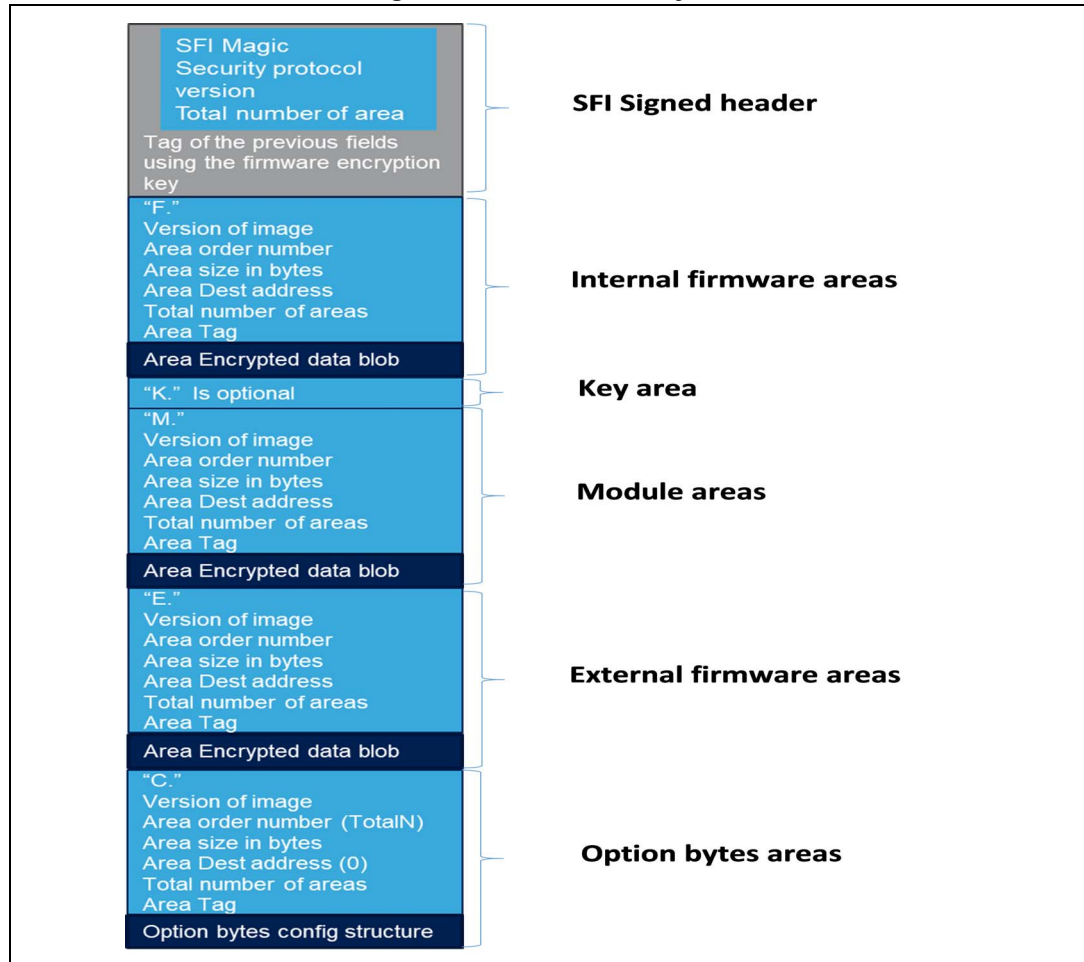 SFI Magic
Security protocol
version
Total number of area
Tag of the previous fields
using the firmware encryption
key
SFI Signed header
"F."
Version of image
Area order number
Area size in bytes
Area Dest address
Total number of areas
Area Tag
Area Encrypted data blob
Internal firmware areas
"K." Is optional
Key area
"M."
Version of image
Area order number
Area size in bytes
Area Dest address
Total number of areas
Area Tag
Area Encrypted data blob
Module areas
"E."
Version of image
Area order number
Area size in bytes
Area Dest address
Total number of areas
Area Tag
Area Encrypted data blob
External firmware areas
"C."
Version of image
Area order number (TotalN)
Area size in bytes
Area Dest address (0)
Total number of areas
Area Tag
Option bytes config structure
Option bytes areas